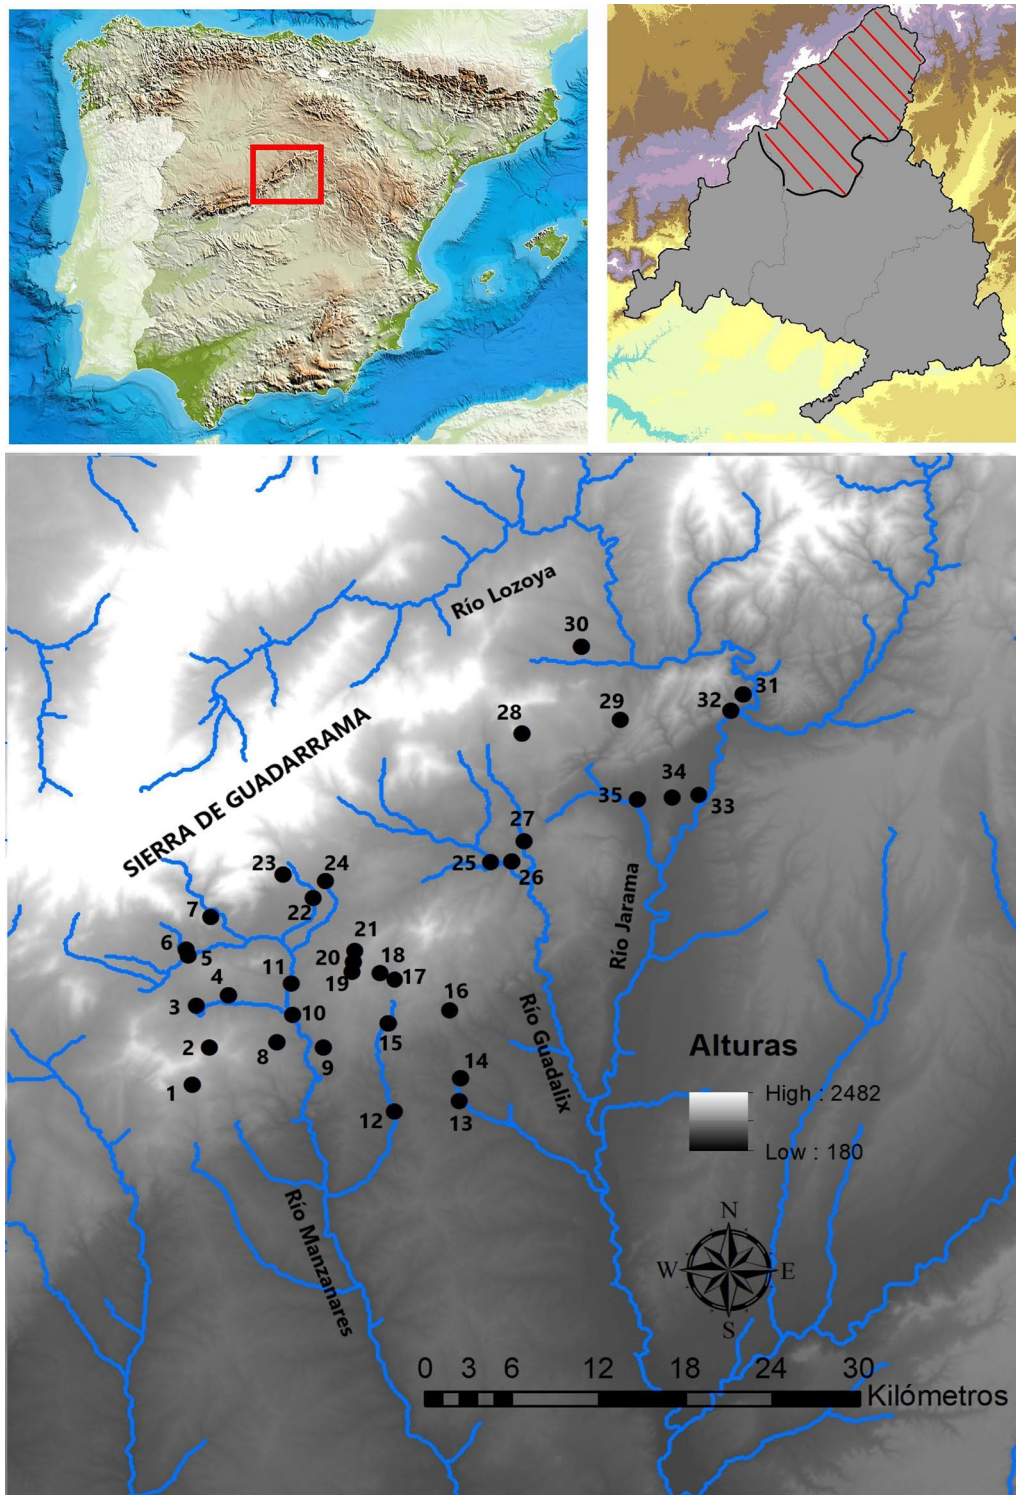 Río Lozoya
30
31
32
29
28
SIERRA DE GUADARRAMA
34
35
33
27
25
26
23
24
22
7
Río Jarama
6
5
21
20
18
19
17
11
4
3
16
10
15
Río Guadalix
2
8
9
Alturas
14
1
High : 2482
12
13
Low : 180
Río Manzanares
N
W
E
S
0 3 6 12 18 24 30
Kilómetros